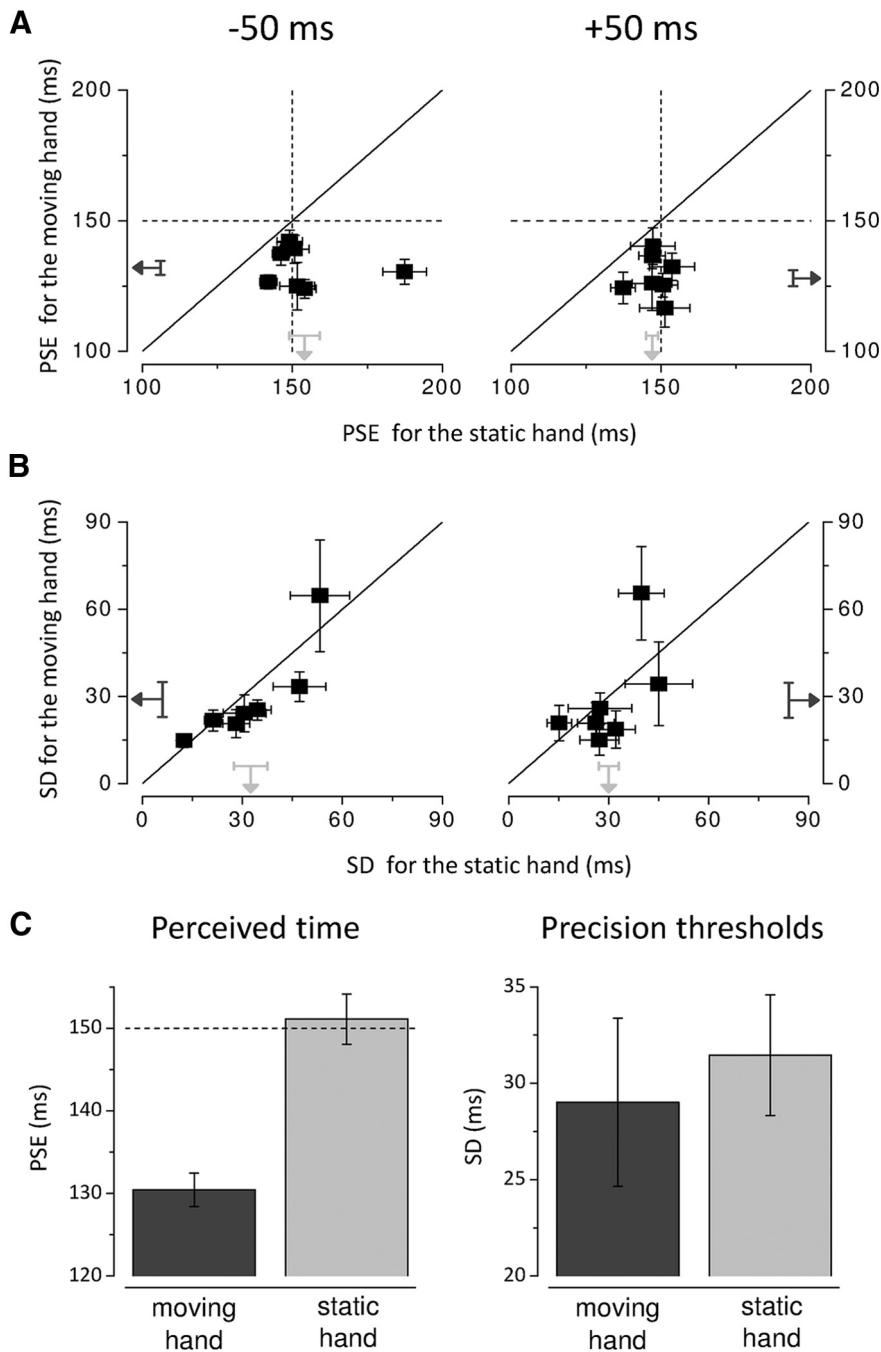 A
-50 ms
+50 ms
PSE for the moving hand (ms)
200
150
100
200
150
100
100
150
200
100
150
200
PSE for the static hand (ms)
B
SD for the moving hand (ms)
90
60
30
0
90
60
30
0
0
30
60
90
0
30
60
90
SD for the static hand (ms)
C
Perceived time
Precision thresholds
PSE (ms)
150
140
130
120
moving
hand
static
hand
SD (ms)
35
30
25
20
moving
hand
static
hand